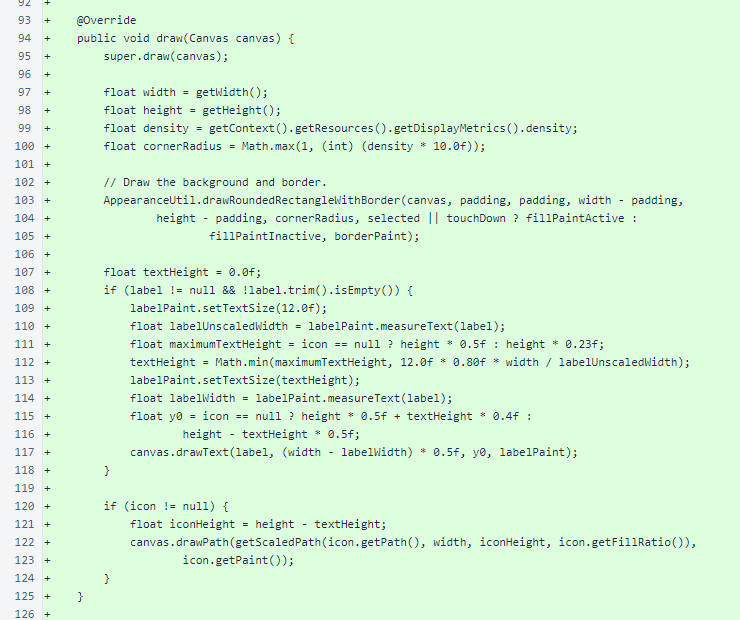 92 +
93 + @Override
94 + public void draw(Canvas canvas) {
95 + super.draw(canvas);
96 +
97 + float width = getWidth();
98 + float height = getHeight();
99 + float density = getContext().getResources().getDisplayMetrics().density;
100 + float cornerRadius = Math.max(1, (int) (density * 10.0f));
101 +
102 + // Draw the background and border.
103 + AppearanceUtil.drawRoundedRectangleWithBorder(canvas, padding, padding, width - padding,
104 + height - padding, cornerRadius, selected || touchDown ? fillPaintActive :
105 + fillPaintInactive, borderPaint);
106 +
107 + float textHeight = 0.0f;
108 + if (label != null && !label.trim().isEmpty()) {
109 + labelPaint.setTextSize(12.0f);
110 + float labelUnscaledWidth = labelPaint.measureText(label);
111 + float maximumTextHeight = icon == null ? height * 0.5f : height * 0.23f;
112 + textHeight = Math.min(maximumTextHeight, 12.0f * 0.80f * width / labelUnscaledWidth);
113 + labelPaint.setTextSize(textHeight);
114 + float labelWidth = labelPaint.measureText(label);
115 + float y0 = icon == null ? height * 0.5f + textHeight * 0.4f :
116 + height - textHeight * 0.5f;
117 + canvas.drawText(label, (width - labelWidth) * 0.5f, y0, labelPaint);
118 + }
119 +
120 + if (icon != null) {
121 + float iconHeight = height - textHeight;
122 + canvas.drawPath(getScaledPath(icon.getPath(), width, iconHeight, icon.getFillRatio()),
123 + icon.getPaint());
124 + }
125 + }
126 +